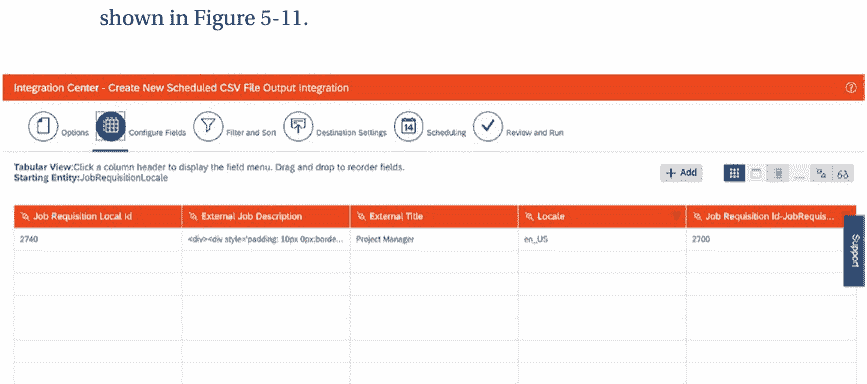 shown in Figure 5-11.
Integration Center - Create New Scheduled CSV File Output Integration
Options
Configure Fields
Filter and Sort
Destination Settings
14
Scheduling
Review and Run
Tabular View:Click a column header to display the field menu. Drag and drop to reorder fields.
Starting Entity:JobRequisitionLocale
+ Add
Job Requisition Local Id
External Job Description
External Title
Locale
Job Requisition Id-JobRequis...
2740
<div><div style='padding: 10px 0px;borde...
Project Manager
en_US
2700
Support